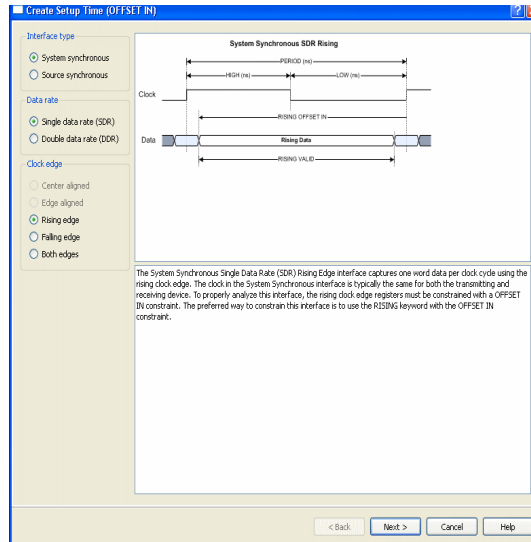 Create Setup Time (OFFSET IN)
Interface type
System synchronous
Source synchronous
Data rate
Single data rate (SDR)
Double data rate (DDR)
Clock edge
Center aligned
Edge aligned
Rising edge
Falling edge
Both edges
System Synchronous SDR Rising
PERIOD (ns)
HIGH (ns)
LOW (ns)
Clock
RISING OFFSET IN
Data
Rising Data
RISING VALID
The System Synchronous Single Data Rate (SDR) Rising Edge interface captures one word data per clock cycle using the
rising clock edge. The clock in the System Synchronous interface is typically the same for both the transmitting and
receiving device. To properly analyze this interface, the rising clock edge registers must be constrained with a OFFSET
IN constraint. The preferred way to constrain this interface is to use the RISING keyword with the OFFSET IN
constraint.
< Back
Next >
Cancel
Help